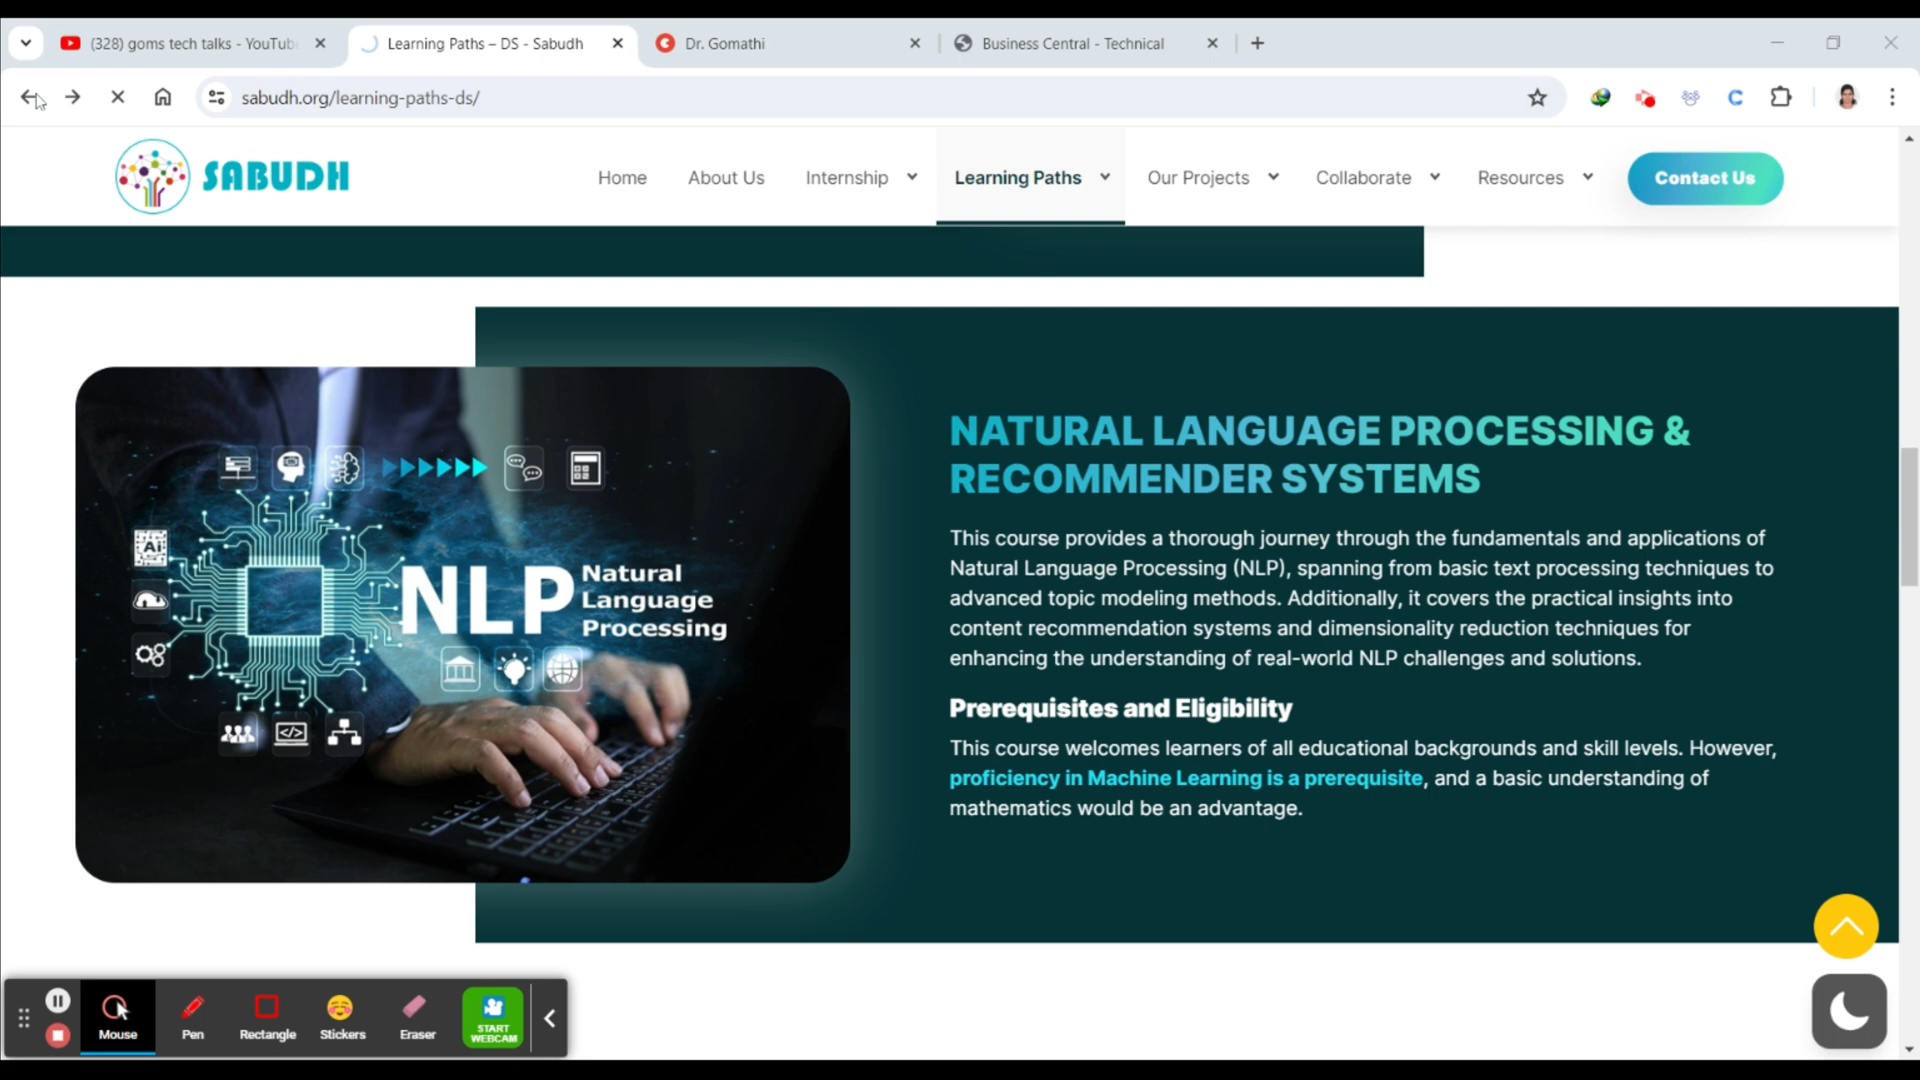 (328) goms tech talks - YouTub
Learning Paths – DS - Sabudh
Dr. Gomathi
Business Central - Technical
sabudh.org/learning-paths-ds/
SABUDH
Home
About Us
Internship
Learning Paths
Our Projects
Collaborate
Resources
Contact Us
AI
NLP
Natural
Language
Processing
NATURAL LANGUAGE PROCESSING &
RECOMMENDER SYSTEMS
This course provides a thorough journey through the fundamentals and applications of
Natural Language Processing (NLP), spanning from basic text processing techniques to
advanced topic modeling methods. Additionally, it covers the practical insights into
content recommendation systems and dimensionality reduction techniques for
enhancing the understanding of real-world NLP challenges and solutions.
Prerequisites and Eligibility
This course welcomes learners of all educational backgrounds and skill levels. However,
proficiency in Machine Learning is a prerequisite, and a basic understanding of
mathematics would be an advantage.
Mouse
Pen
Rectangle
Stickers
Eraser
START
WEBCAM